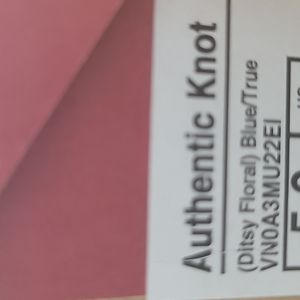 Authentic Knot
(Ditsy Floral) Blue/True
VN0A3MU22EI